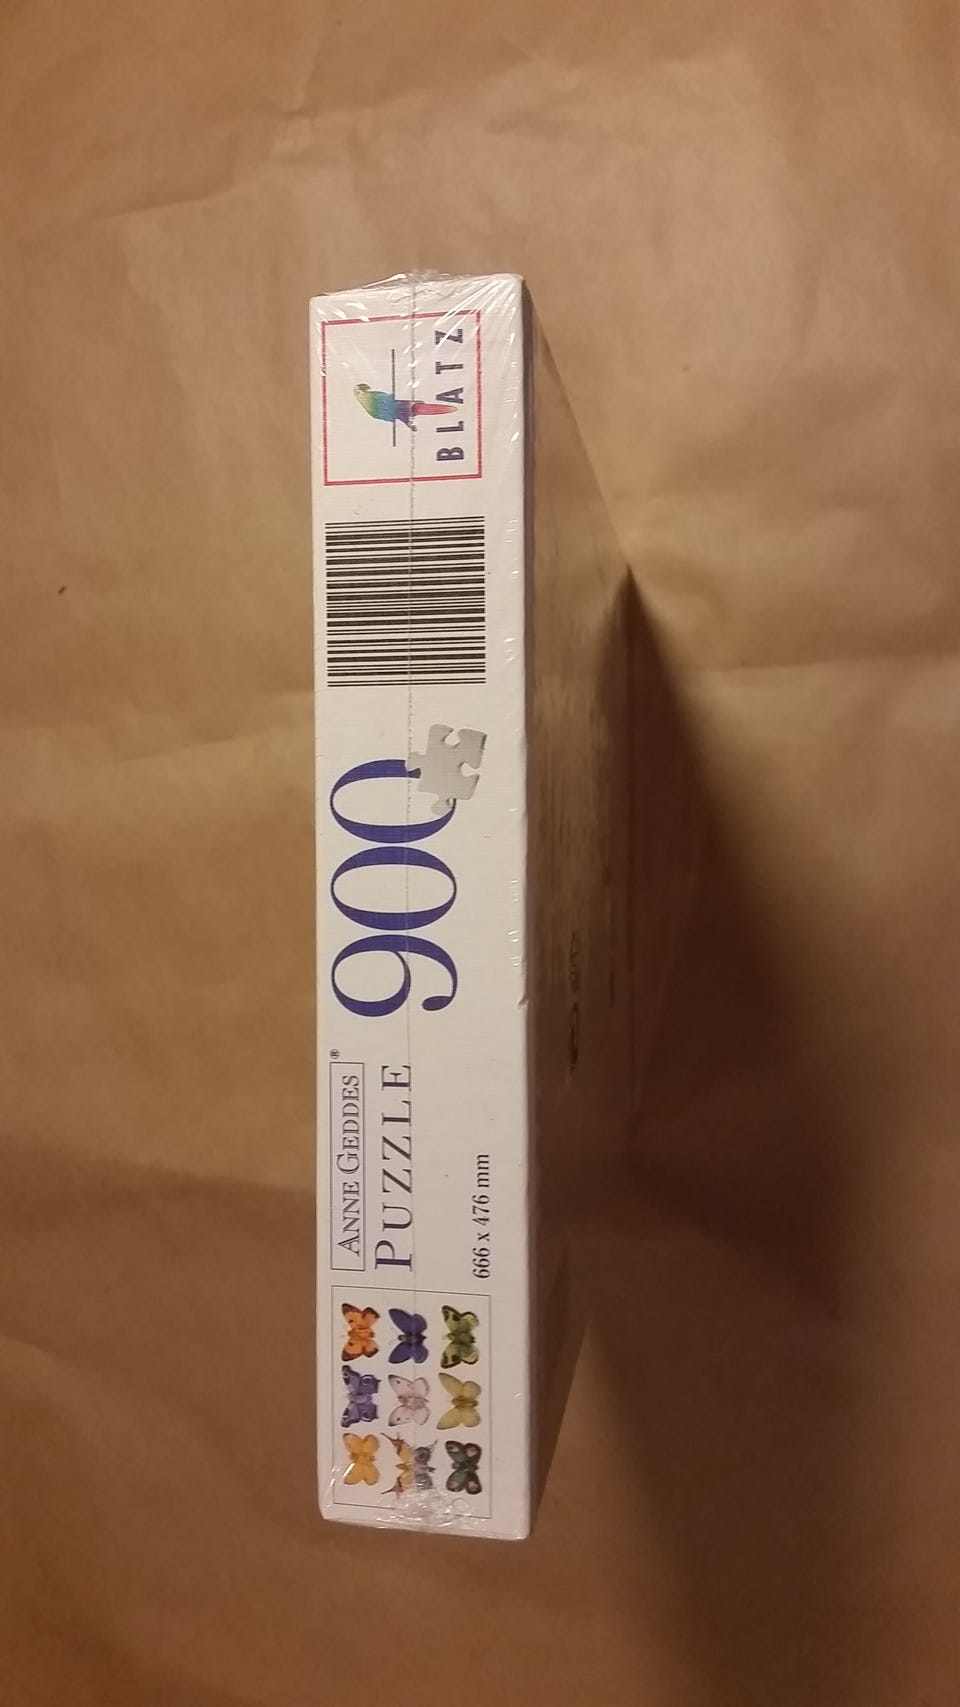 ANNE GEDDES®
PUZZLE
666 x 476 mm
900
BLATZ